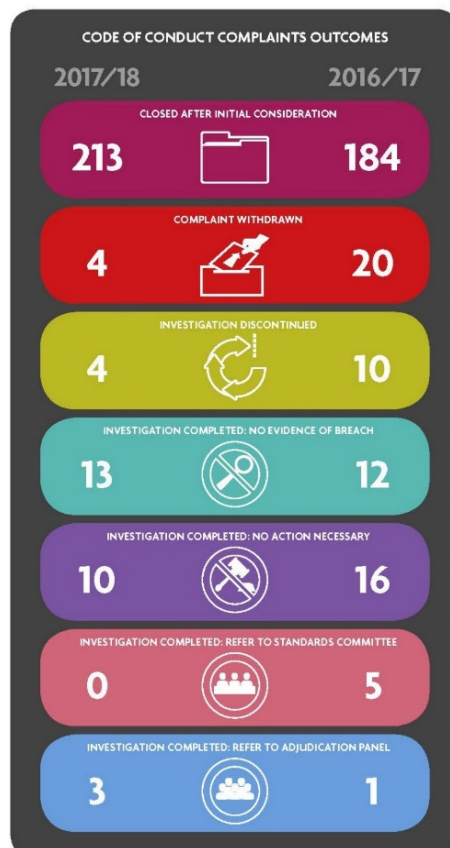 CODE OF CONDUCT COMPLAINTS OUTCOMES
2017/18 2016/17
CLOSED AFTER INITIAL CONSIDERATION
213 184
COMPLAINT WITHDRAWN
4 20
INVESTIGATION DISCONTINUED
4 10
INVESTIGATION COMPLETED: NO EVIDENCE OF BREACH
13 12
INVESTIGATION COMPLETED: NO ACTION NECESSARY
10 16
INVESTIGATION COMPLETED: REFER TO STANDARDS COMMITTEE
0 5
INVESTIGATION COMPLETED: REFER TO ADJUDICATION PANEL
3 1